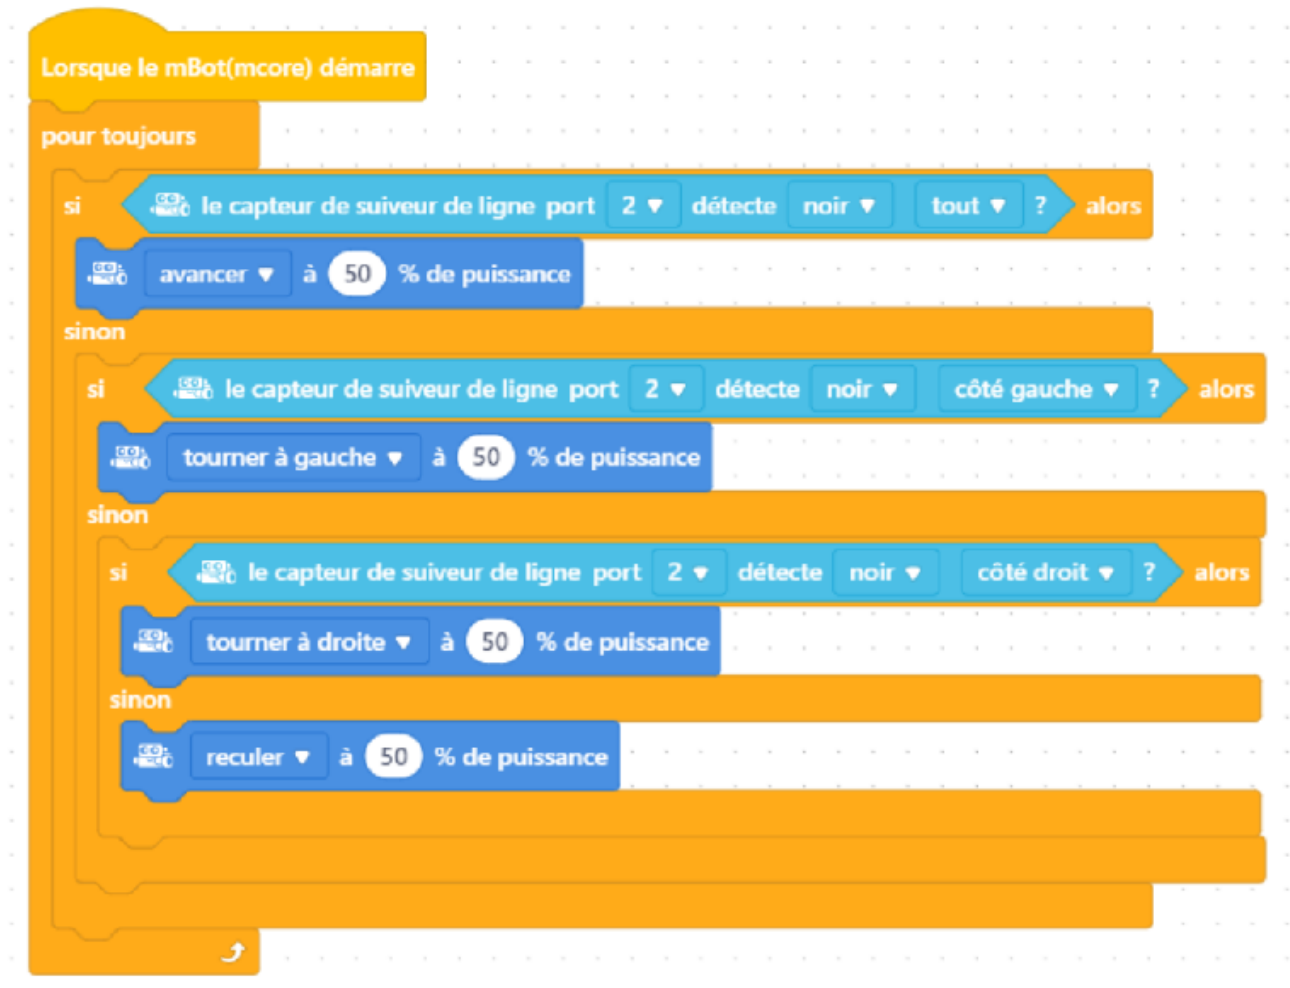 Lorsque le mBot(mcore) démarre
pour toujours
si le capteur de suiveur de ligne port 2 détecte noir tout ? alors
avancer à 50 % de puissance
sinon
si le capteur de suiveur de ligne port 2 détecte noir côté gauche ? alors
tourner à gauche à 50 % de puissance
sinon
si le capteur de suiveur de ligne port 2 détecte noir côté droit ? alors
tourner à droite à 50 % de puissance
sinon
reculer à 50 % de puissance